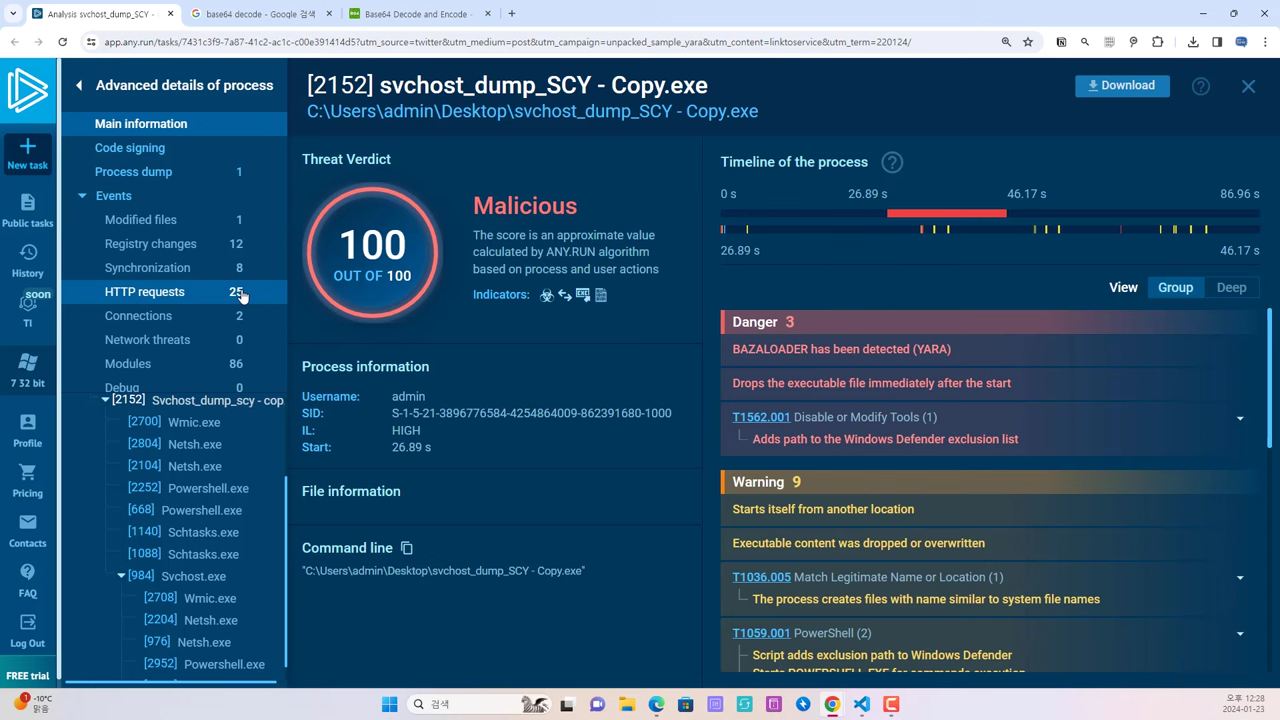 Analysis svchost_dump_SCY -
base64 decode - Google 검색
Base64 Decode and Encode -
app.any.run/tasks/7431c3f9-7a87-41c2-ac1c-c00e391414d5?utm_source=twitter&utm_medium=post&utm_campaign=unpacked_sample_yara&utm_content=linktoservice&utm_term=220124/
New task
Public tasks
History
soon
TI
7 32 bit
Profile
Pricing
Contacts
FAQ
Log Out
FREE trial
Advanced details of process
Main information
Code signing
Process dump 1
Events
Modified files 1
Registry changes 12
Synchronization 8
HTTP requests 25
Connections 2
Network threats 0
Modules 86
Debug 0
[2152] Svchost_dump_scy - cop
[2700] Wmic.exe
[2804] Netsh.exe
[2104] Netsh.exe
[2252] Powershell.exe
[668] Powershell.exe
[1140] Schtasks.exe
[1088] Schtasks.exe
[984] Svchost.exe
[2708] Wmic.exe
[2204] Netsh.exe
[976] Netsh.exe
[2952] Powershell.exe
[2152] svchost_dump_SCY - Copy.exe
C:\Users\admin\Desktop\svchost_dump_SCY - Copy.exe
Download
Threat Verdict
100
OUT OF 100
Malicious
The score is an approximate value
calculated by ANY.RUN algorithm
based on process and user actions
Indicators:
Process information
Username: admin
SID: S-1-5-21-3896776584-4254864009-862391680-1000
IL: HIGH
Start: 26.89 s
File information
Command line
"C:\Users\admin\Desktop\svchost_dump_SCY - Copy.exe"
Timeline of the process
0 s 26.89 s 46.17 s 86.96 s
26.89 s 46.17 s
View Group Deep
Danger 3
BAZALOADER has been detected (YARA)
Drops the executable file immediately after the start
T1562.001 Disable or Modify Tools (1)
Adds path to the Windows Defender exclusion list
Warning 9
Starts itself from another location
Executable content was dropped or overwritten
T1036.005 Match Legitimate Name or Location (1)
The process creates files with name similar to system file names
T1059.001 PowerShell (2)
Script adds exclusion path to Windows Defender
Starts POWERSHELL.EXE for commands execution
1
-10°C
맑음
검색
오후 12:28
2024-01-23